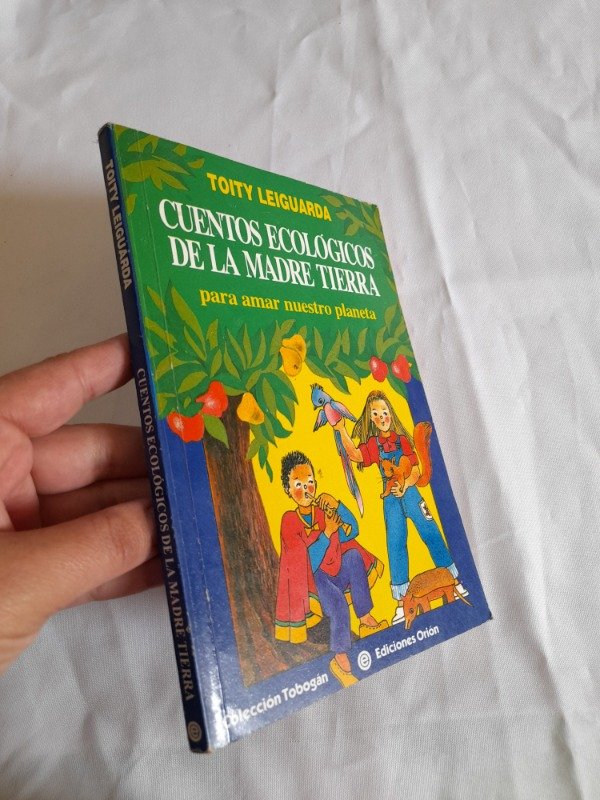 TOITY LEIGUARDA
CUENTOS ECOLÓGICOS
DE LA MADRE TIERRA
para amar nuestro planeta
Colección Tobogán
e Ediciones Orión
TOITY LEIGUARDA
CUENTOS ECOLÓGICOS DE LA MADRE TIERRA
e